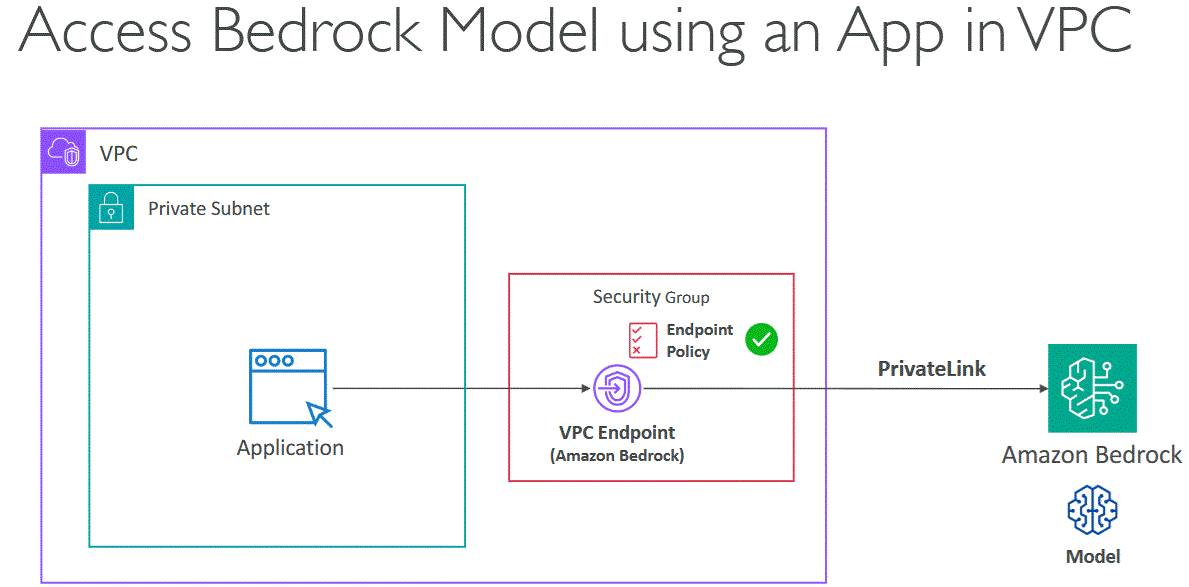 Access Bedrock Model using an App in VPC
VPC
Private Subnet
Security Group
Endpoint
Policy
PrivateLink
VPC Endpoint
(Amazon Bedrock)
Application
Amazon Bedrock
Model